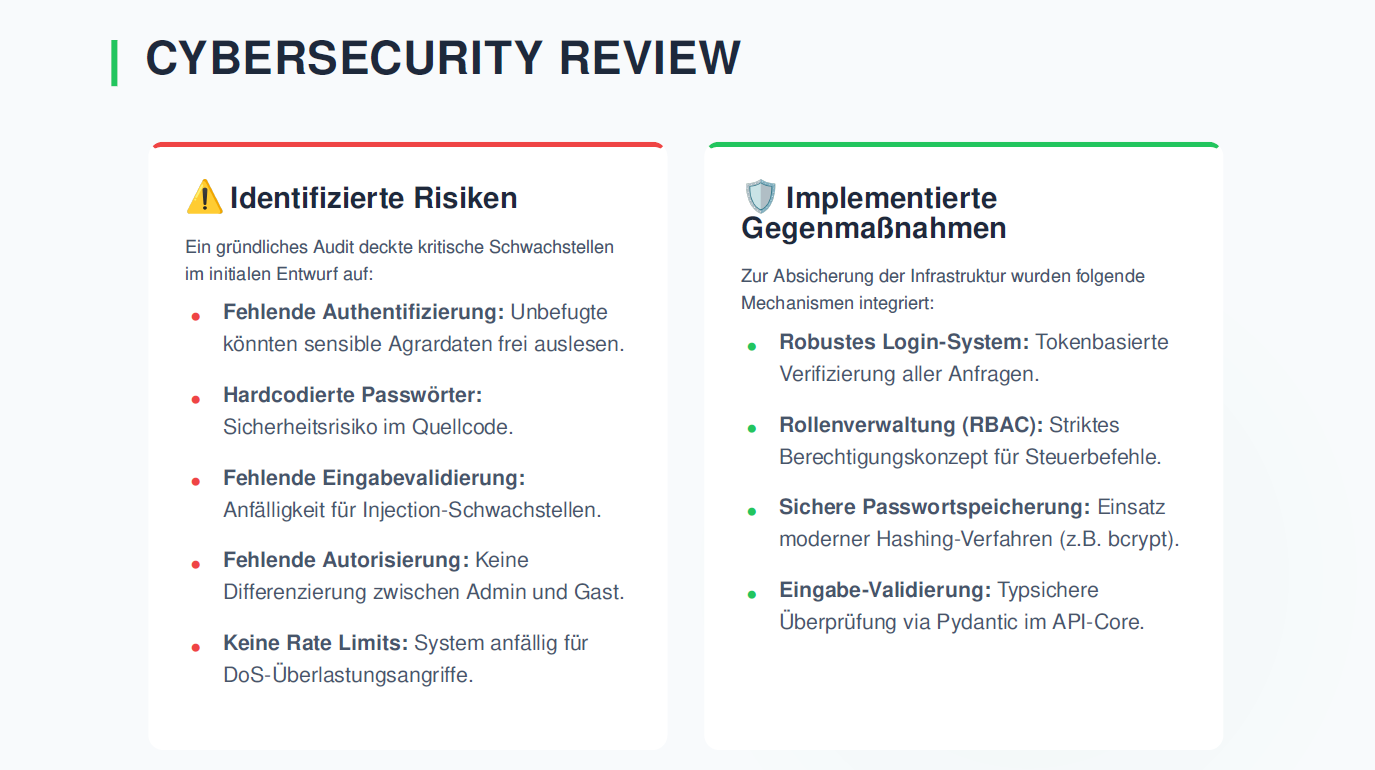 CYBERSECURITY REVIEW
⚠️ Identifizierte Risiken
Ein gründliches Audit deckte kritische Schwachstellen
im initialen Entwurf auf:
• Fehlende Authentifizierung: Unbefugte
könnten sensible Agrardaten frei auslesen.
• Hardcodierte Passwörter:
Sicherheitsrisiko im Quellcode.
• Fehlende Eingabevalidierung:
Anfälligkeit für Injection-Schwachstellen.
• Fehlende Autorisierung: Keine
Differenzierung zwischen Admin und Gast.
• Keine Rate Limits: System anfällig für
DoS-Überlastungsangriffe.
🛡️ Implementierte
Gegenmaßnahmen
Zur Absicherung der Infrastruktur wurden folgende
Mechanismen integriert:
• Robustes Login-System: Tokenbasierte
Verifizierung aller Anfragen.
• Rollenverwaltung (RBAC): Striktes
Berechtigungskonzept für Steuerbefehle.
• Sichere Passwortspeicherung: Einsatz
moderner Hashing-Verfahren (z.B. bcrypt).
• Eingabe-Validierung: Typsichere
Überprüfung via Pydantic im API-Core.